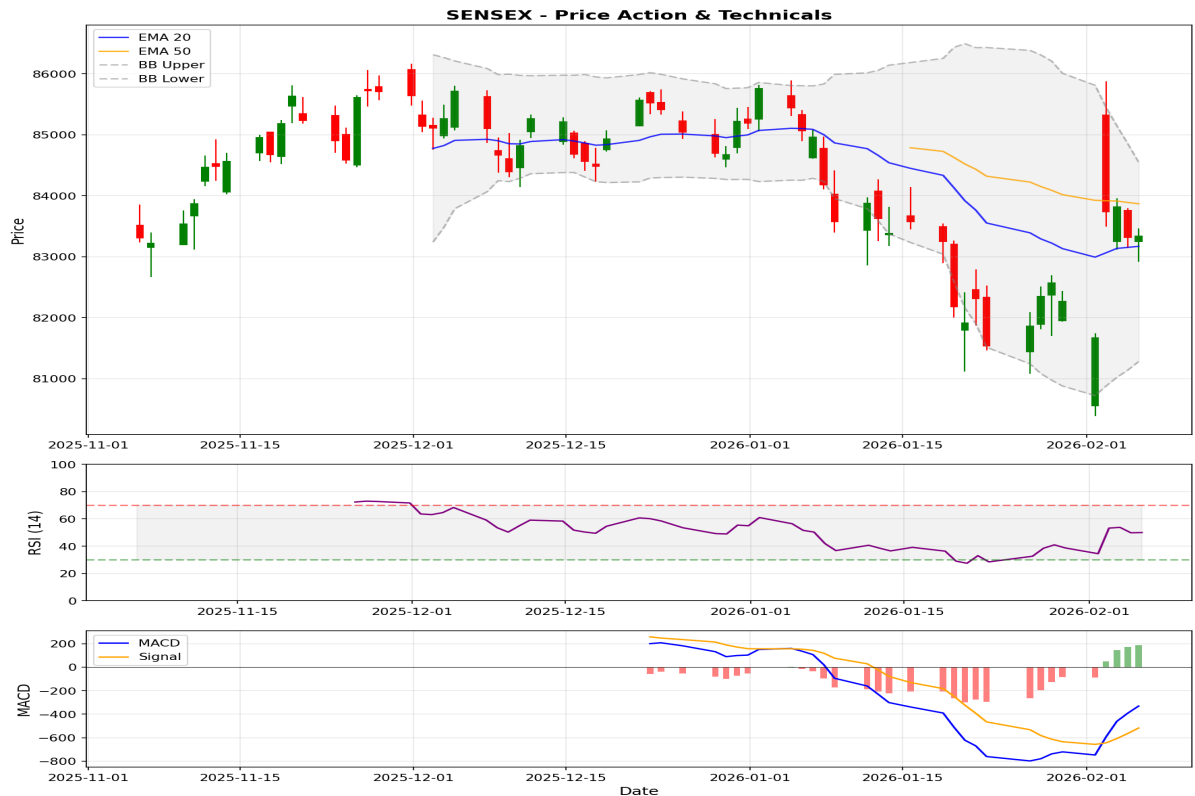 SENSEX - Price Action & Technicals
EMA 20
EMA 50
BB Upper
BB Lower
Price
86000
85000
84000
83000
82000
81000
2025-11-01 2025-11-15 2025-12-01 2025-12-15 2026-01-01 2026-01-15 2026-02-01
RSI (14)
100
80
60
40
20
0
2025-11-15 2025-12-01 2025-12-15 2026-01-01 2026-01-15 2026-02-01
MACD
Signal
MACD
200
0
−200
−400
−600
−800
2025-11-01 2025-11-15 2025-12-01 2025-12-15 2026-01-01 2026-01-15 2026-02-01
Date